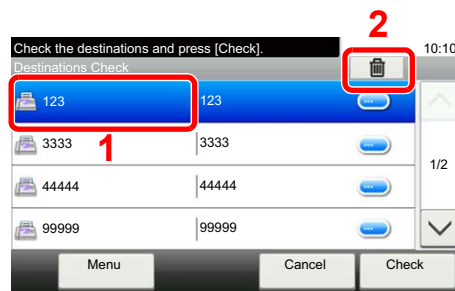 2
Check the destinations and press [Check].
10:10
Destinations Check
123 123
1
3333 3333
1/2
44444 44444
99999 99999
Menu Cancel Check